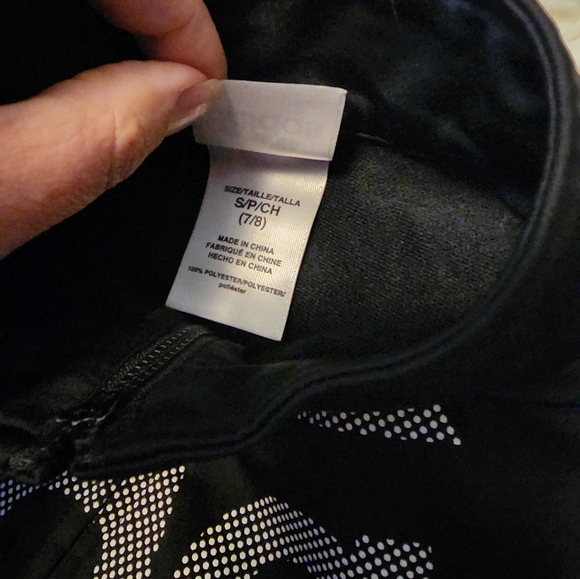 SIZE/TAILLE/TALLA
S/P/CH
(7/8)
MADE IN CHINA
FABRIQUÉ EN CHINE
HECHO EN CHINA
100% POLYESTER/POLYESTER/
poliéster